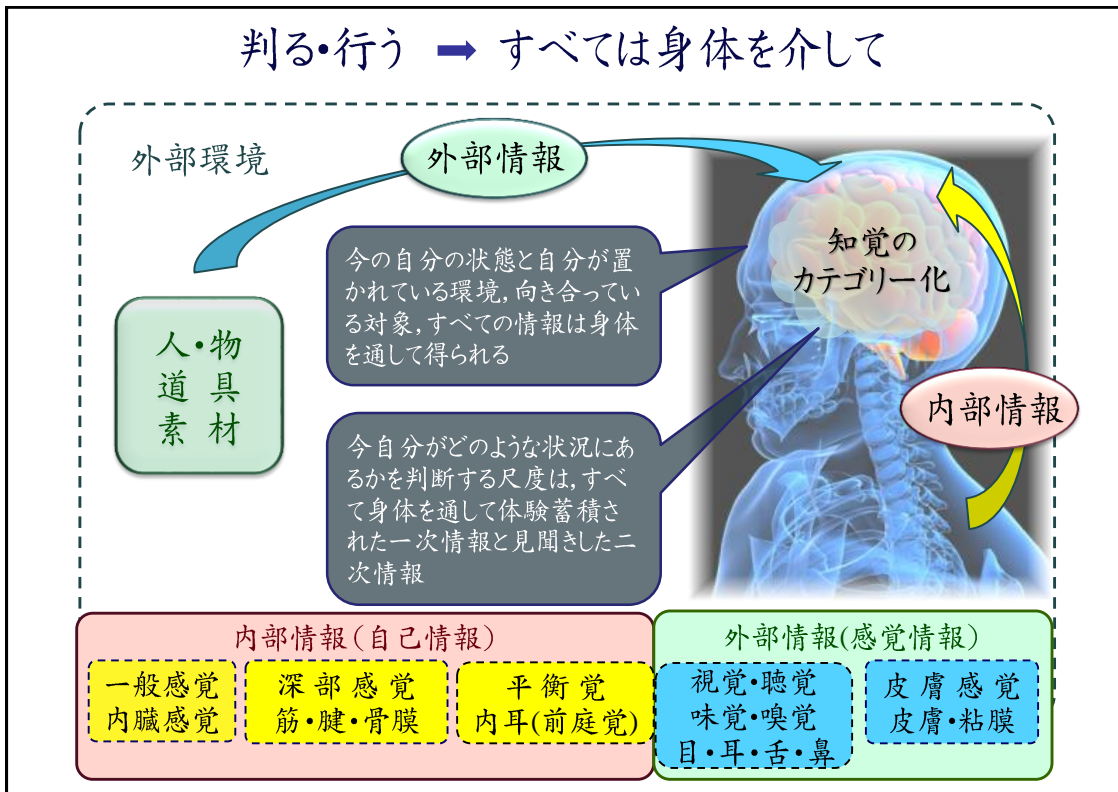 判る・行う ➡ すべては身体を介して
外部環境
外部情報
知覚の
カテゴリー化
今の自分の状態と自分が置
かれている環境,向き合ってい
る対象,すべての情報は身体
を通して得られる
人・物
道具
素材
内部情報
今自分がどのような状況にあ
るかを判断する尺度は,すべ
て身体を通して体験蓄積さ
れた一次情報と見聞きした二
次情報
内部情報(自己情報)
一般感覚
内臓感覚
深部感覚
筋・腱・骨膜
平衡覚
内耳(前庭覚)
外部情報(感覚情報)
視覚・聴覚
味覚・嗅覚
目・耳・舌・鼻
皮膚感覚
皮膚・粘膜